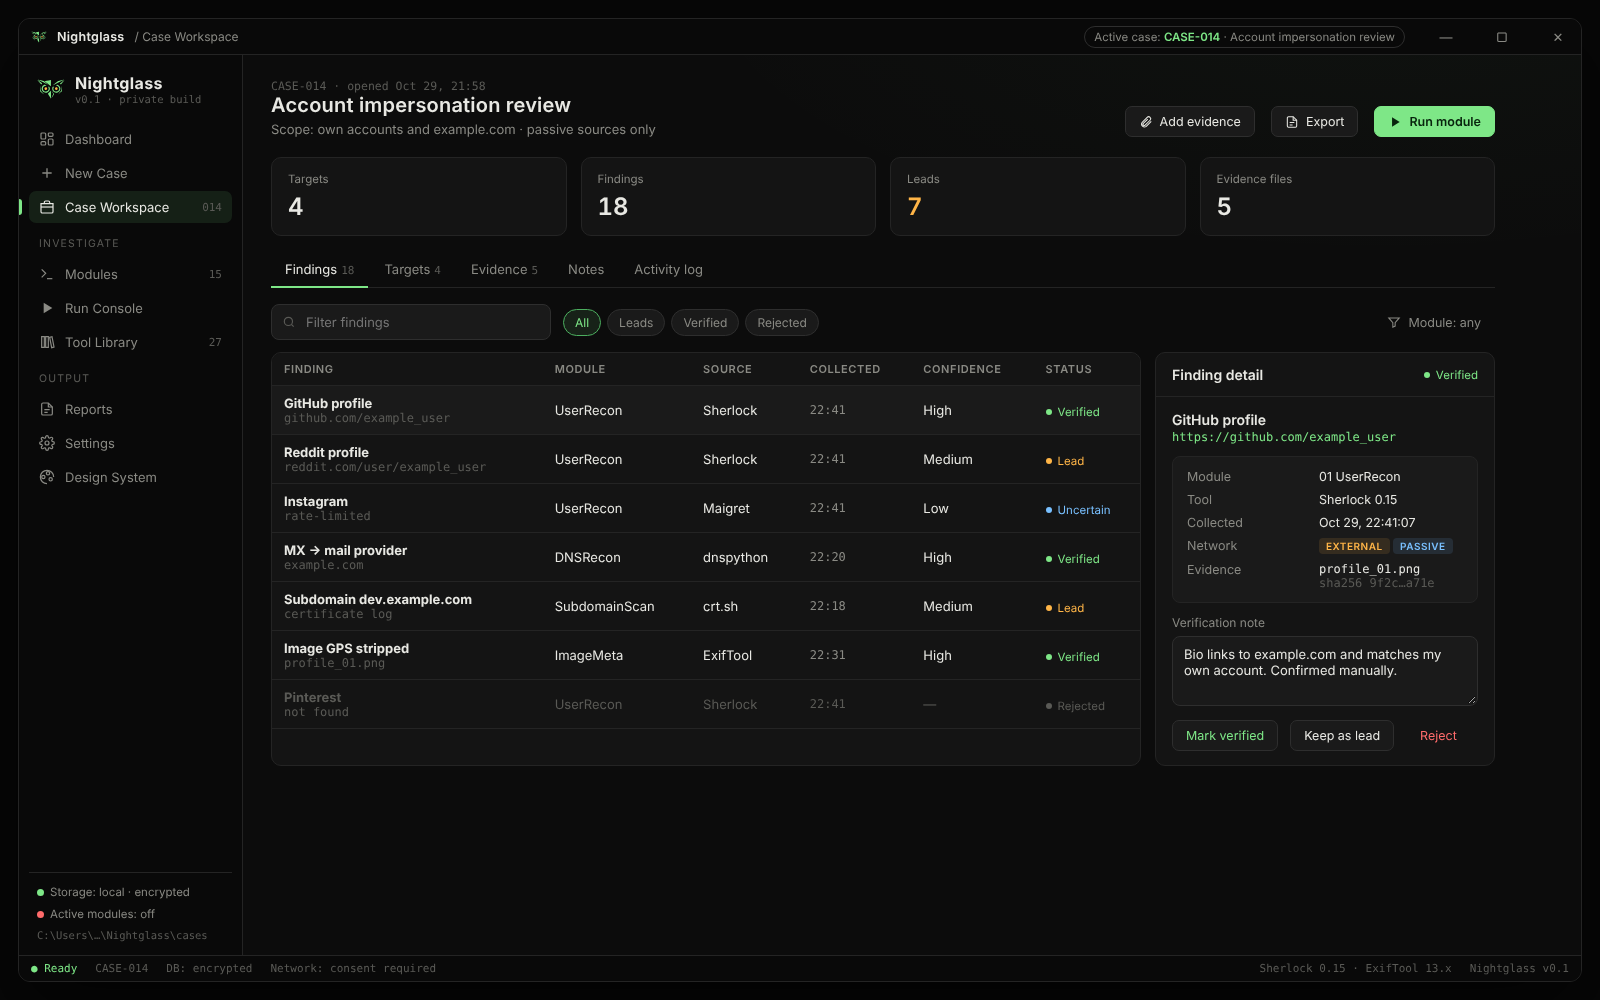 Nightglass / Case Workspace
Active case: CASE-014 · Account impersonation review
Nightglass
v0.1 · private build
Dashboard
New Case
Case Workspace 014
INVESTIGATE
Modules 15
Run Console
Tool Library 27
OUTPUT
Reports
Settings
Design System
Storage: local · encrypted
Active modules: off
C:\Users\…\Nightglass\cases
CASE-014 · opened Oct 29, 21:58
Account impersonation review
Scope: own accounts and example.com · passive sources only
Add evidence
Export
Run module
Targets
4
Findings
18
Leads
7
Evidence files
5
Findings 18
Targets 4
Evidence 5
Notes
Activity log
Filter findings
All
Leads
Verified
Rejected
Module: any
FINDING MODULE SOURCE COLLECTED CONFIDENCE STATUS
GitHub profile
github.com/example_user
UserRecon Sherlock 22:41 High Verified
Reddit profile
reddit.com/user/example_user
UserRecon Sherlock 22:41 Medium Lead
Instagram
rate-limited
UserRecon Maigret 22:41 Low Uncertain
MX → mail provider
example.com
DNSRecon dnspython 22:20 High Verified
Subdomain dev.example.com
certificate log
SubdomainScan crt.sh 22:18 Medium Lead
Image GPS stripped
profile_01.png
ImageMeta ExifTool 22:31 High Verified
Pinterest
not found
UserRecon Sherlock 22:41 — Rejected
Finding detail Verified
GitHub profile
https://github.com/example_user
Module 01 UserRecon
Tool Sherlock 0.15
Collected Oct 29, 22:41:07
Network EXTERNAL PASSIVE
Evidence profile_01.png
sha256 9f2c…a71e
Verification note
Bio links to example.com and matches my
own account. Confirmed manually.
Mark verified
Keep as lead
Reject
Ready CASE-014 DB: encrypted Network: consent required
Sherlock 0.15 · ExifTool 13.x Nightglass v0.1